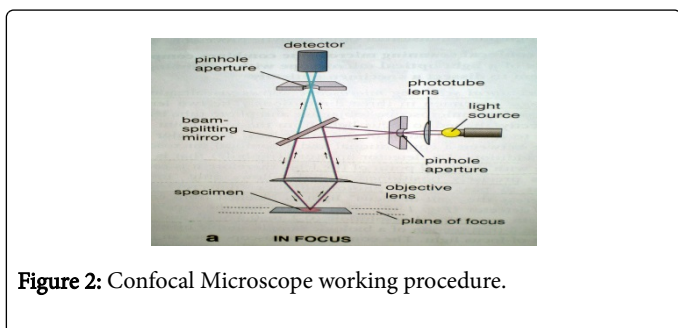 detector
pinhole
aperture
phototube
lens
light
source
beam-
splitting
mirror
pinhole
aperture
objective
lens
specimen
plane of focus
a IN FOCUS
Figure 2: Confocal Microscope working procedure.